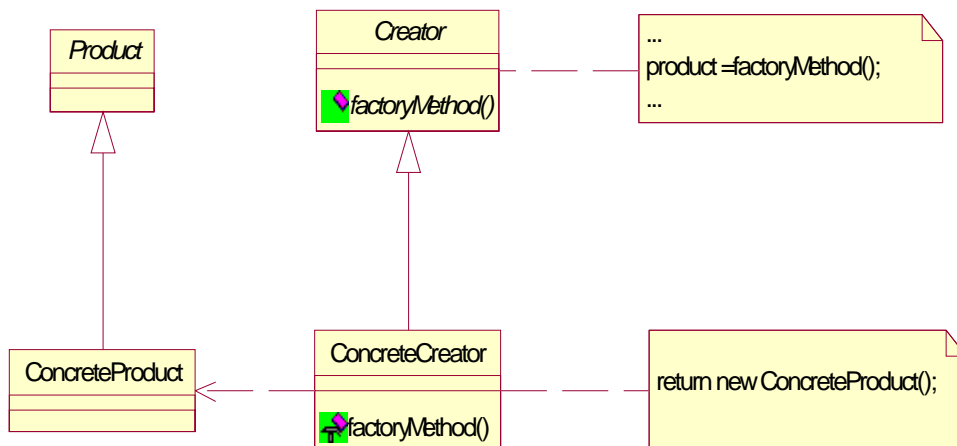 Product
Creator
factoryMethod()
...
product =factoryMethod();
...
ConcreteProduct
ConcreteCreator
factoryMethod()
return new ConcreteProduct();